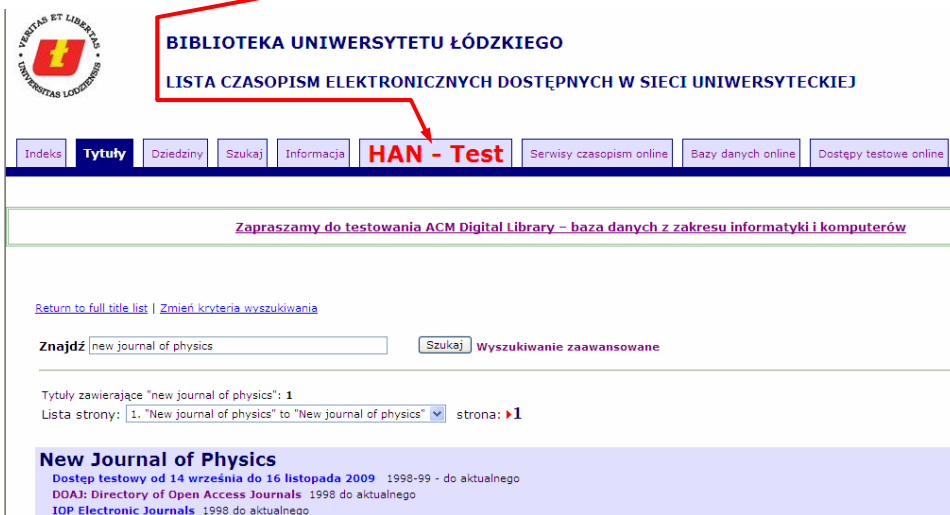 VERITAS ET LIBERTAS
UNIVERSITAS LODZIENSIS
BIBLIOTEKA UNIWERSYTETU ŁÓDZKIEGO
LISTA CZASOPISM ELEKTRONICZNYCH DOSTĘPNYCH W SIECI UNIWERSYTECKIEJ
Indeks Tytuły Dziedziny Szukaj Informacja HAN - Test Serwisy czasopism online Bazy danych online Dostępy testowe online
Zapraszamy do testowania ACM Digital Library – baza danych z zakresu informatyki i komputerów
Return to full title list | Zmień kryteria wyszukiwania
Znajdź new journal of physics Szukaj Wyszukiwanie zaawansowane
Tytuły zawierające "new journal of physics": 1
Lista strony: 1. "New journal of physics" to "New journal of physics" strona: 1
New Journal of Physics
Dostęp testowy od 14 września do 16 listopada 2009 1998-99 - do aktualnego
DOAJ: Directory of Open Access Journals 1998 do aktualnego
IOP Electronic Journals 1998 do aktualnego